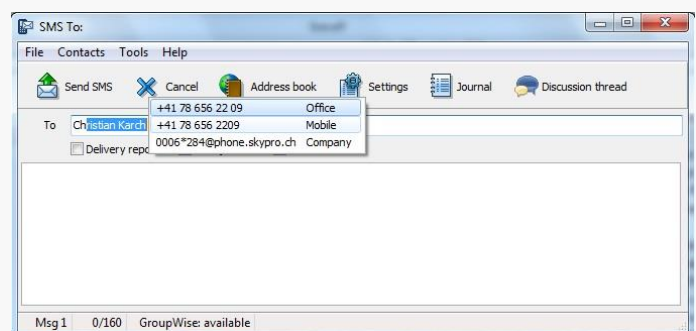 SMS To:
File Contacts Tools Help
Send SMS Cancel Address book Settings Journal Discussion thread
+41 78 656 22 09 Office
To Christian Karch
+41 78 656 2209 Mobile
0006*284@phone.skypro.ch Company
Delivery repo
Msg 1 0/160 GroupWise: available